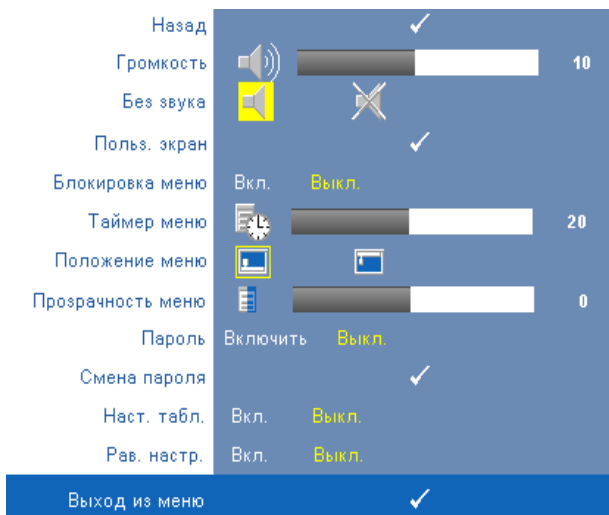 Назад
Громкость 10
Без звука
Польз. экран
Блокировка меню Вкл. Выкл.
Таймер меню 20
Положение меню
Прозрачность меню 0
Пароль Включить Выкл.
Смена пароля
Наст. табл. Вкл. Выкл.
Рав. настр. Вкл. Выкл.
Выход из меню